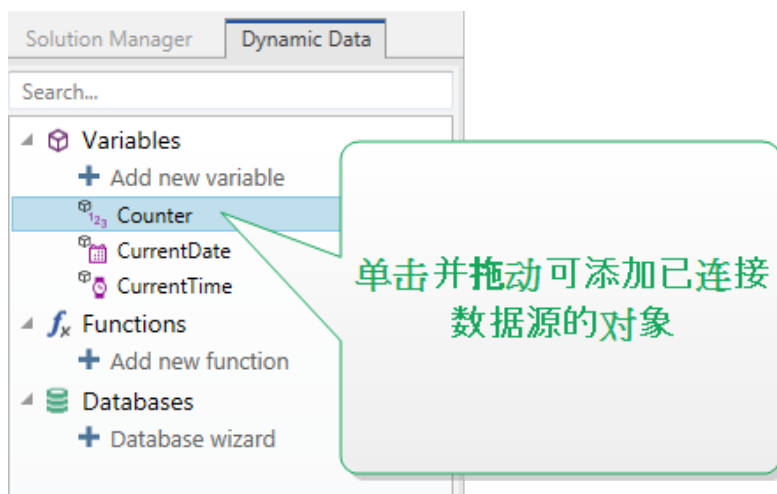 Solution Manager
Dynamic Data
Search...
Variables
Add new variable
Counter
CurrentDate
CurrentTime
Functions
Add new function
Databases
Database wizard
单击并拖动可添加已连接
数据源的对象